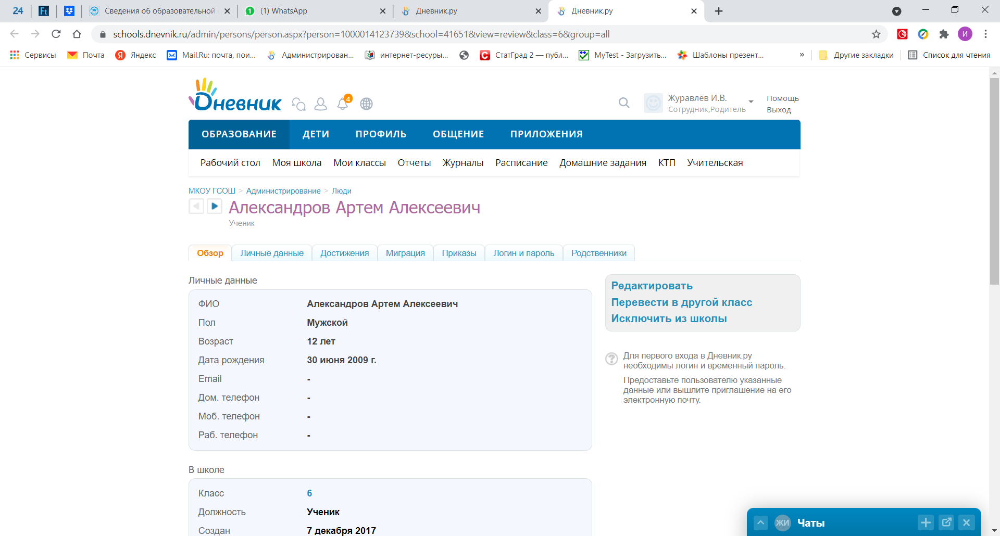 24
Ft
Сведения об образовательной
(1) WhatsApp
Дневник.ру
Дневник.ру
schools.dnevnik.ru/admin/persons/person.aspx?person=1000014123739&school=41651&view=review&class=6&group=all
И
Сервисы
Почта
Яндекс
Mail.Ru: почта, пои...
Администрирован...
интернет-ресуры...
СтатГрад 2 — публ...
MyTest - Загрузить...
Шаблоны презент...
»
Другие закладки
Список для чтения
Дневник
4
Журавлёв И.В.
Сотрудник,Родитель
Помощь
Выход
ОБРАЗОВАНИЕ ДЕТИ ПРОФИЛЬ ОБЩЕНИЕ ПРИЛОЖЕНИЯ
Рабочий стол Моя школа Мои классы Отчеты Журналы Расписание Домашние задания КТП Учительская
МКОУ ГСОШ > Администрирование > Люди
Александров Артем Алексеевич
Ученик
Обзор Личные данные Достижения Миграция Приказы Логин и пароль Родственники
Личные данные
ФИО Александров Артем Алексеевич
Пол Мужской
Возраст 12 лет
Дата рождения 30 июня 2009 г.
Email -
Дом. телефон -
Моб. телефон -
Раб. телефон -
Редактировать
Перевести в другой класс
Исключить из школы
? Для первого входа в Дневник.ру
необходимы логин и временный пароль.
Предоставьте пользователю указанные
данные или вышлите приглашение на его
электронную почту.
В школе
Класс 6
Должность Ученик
Создан 7 декабря 2017
ЖИ Чаты